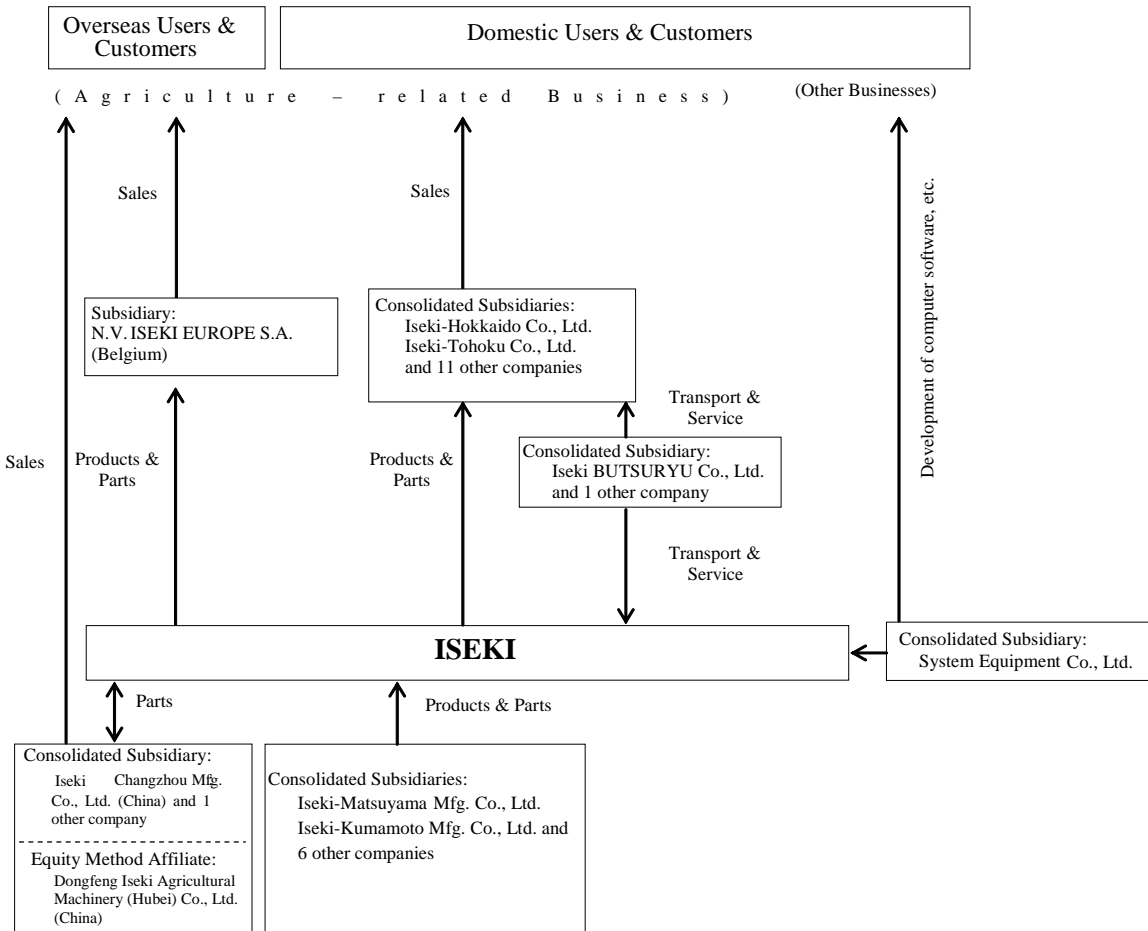 Overseas Users &
Customers
Domestic Users & Customers
(Agriculture – related Business)
(Other Businesses)
Sales
Sales
Development of computer software, etc.
Subsidiary:
N.V. ISEKI EUROPE S.A.
(Belgium)
Consolidated Subsidiaries:
Iseki-Hokkaido Co., Ltd.
Iseki-Tohoku Co., Ltd.
and 11 other companies
Transport &
Service
Sales
Products &
Parts
Products &
Parts
Consolidated Subsidiary:
Iseki BUTSURYU Co., Ltd.
and 1 other company
Transport &
Service
ISEKI
Consolidated Subsidiary:
System Equipment Co., Ltd.
Parts
Products & Parts
Consolidated Subsidiary:
Iseki Changzhou Mfg.
Co., Ltd. (China) and 1
other company
Equity Method Affiliate:
Dongfeng Iseki Agricultural
Machinery (Hubei) Co., Ltd.
(China)
Consolidated Subsidiaries:
Iseki-Matsuyama Mfg. Co., Ltd.
Iseki-Kumamoto Mfg. Co., Ltd. and
6 other companies